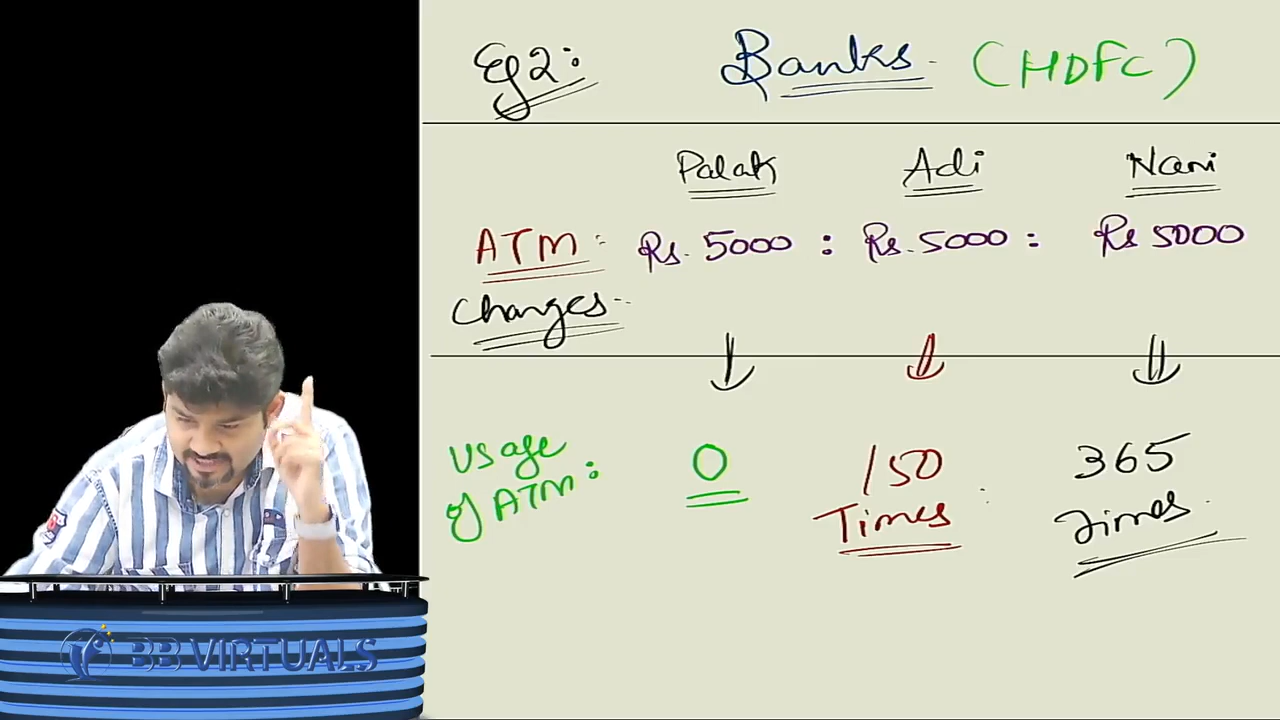 Eg2: Banks. (HDFC)
Palak Adi Nani
ATM: Rs. 5000 : Rs. 5000 : Rs 5000
Charges..
Usage of ATM: 0 150 Times : 365 Times.
BB VIRTUALS